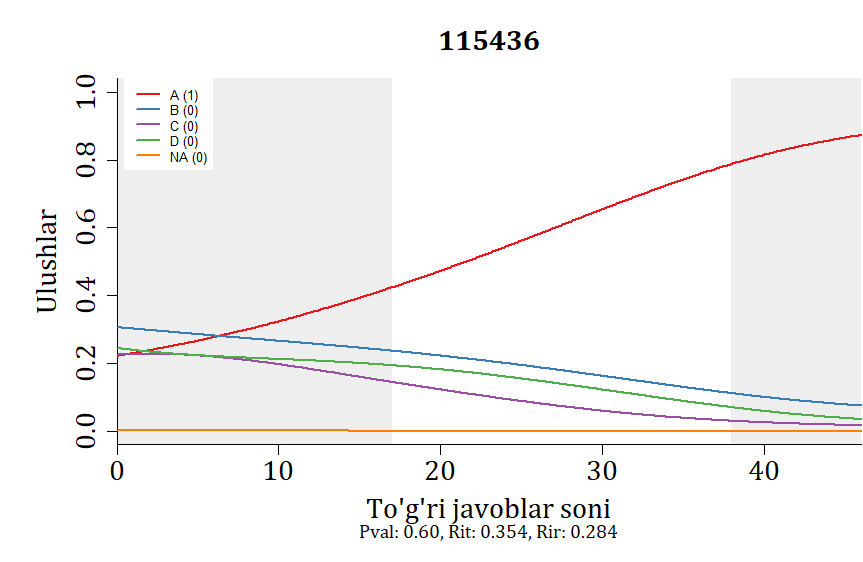 115436
A (1)
B (0)
C (0)
D (0)
NA (0)
Ulushlar
1.0
0.8
0.6
0.4
0.2
0.0
0 10 20 30 40
To'g'ri javoblar soni
Pval: 0.60, Rit: 0.354, Rir: 0.284